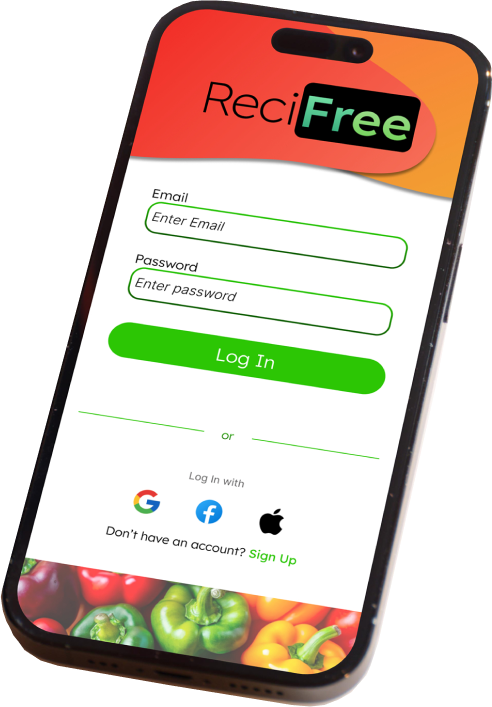 ReciFree
Email
Enter Email
Password
Enter password
Log In
or
Log In with
Don't have an account? Sign Up